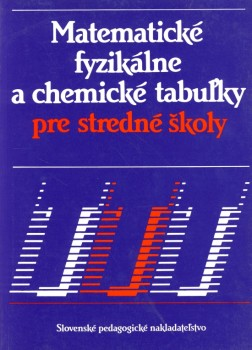 Matematické
fyzikálne
a chemické tabuľky
pre stredné školy
Slovenské pedagogické nakladateľstvo